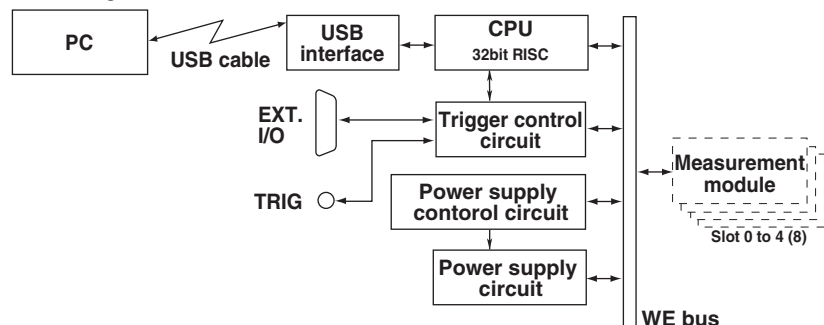 PC
USB cable
USB
interface
CPU
32bit RISC
EXT.
I/O
Trigger control
circuit
TRIG
Power supply
contorol circuit
Power supply
circuit
Measurement
module
Slot 0 to 4 (8)
WE bus